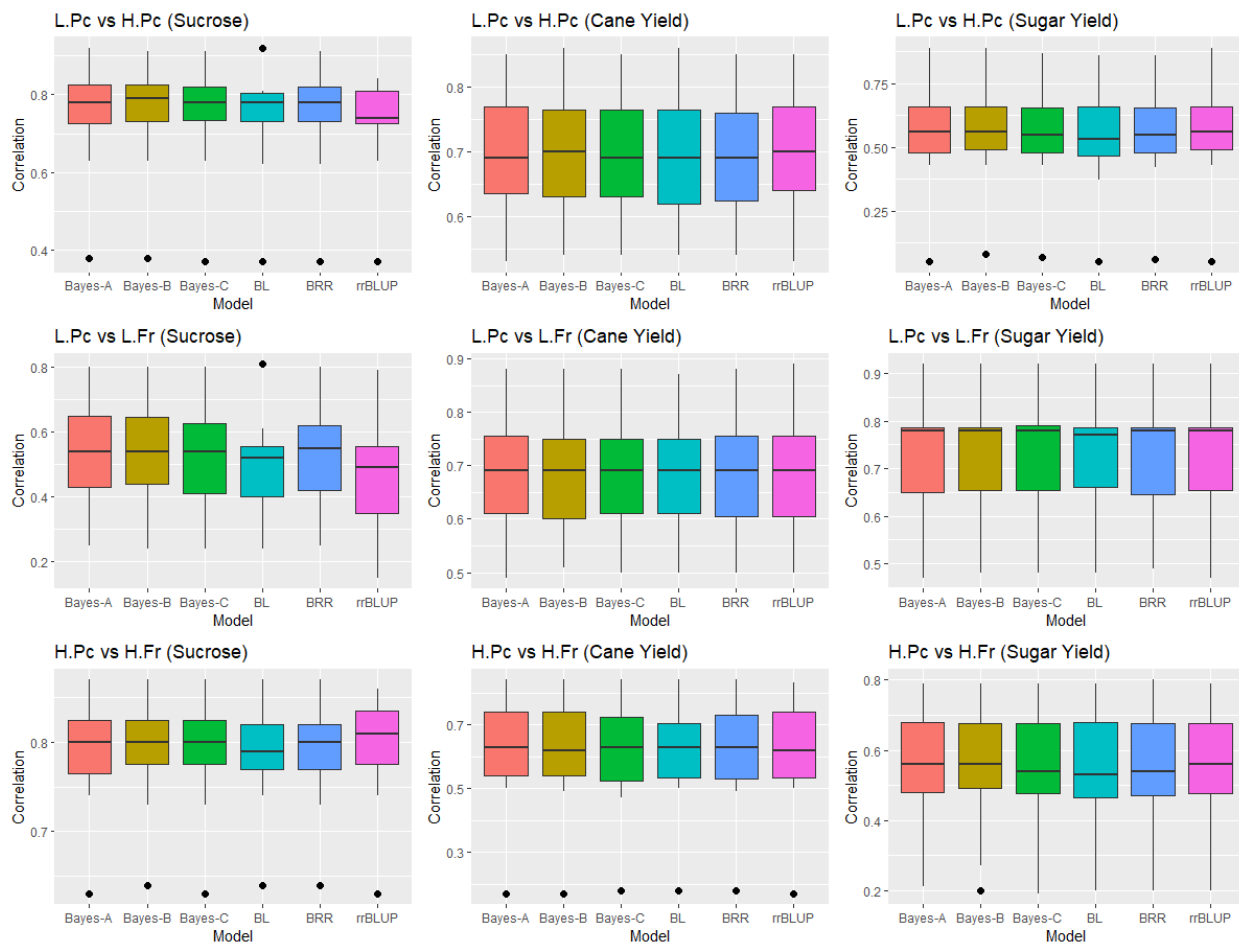 L.Pc vs H.Pc (Sucrose)
Correlation
0.8
0.6
0.4
Bayes-A Bayes-B Bayes-C BL BRR rrBLUP
Model
L.Pc vs H.Pc (Cane Yield)
Correlation
0.8
0.7
0.6
Bayes-A Bayes-B Bayes-C BL BRR rrBLUP
Model
L.Pc vs H.Pc (Sugar Yield)
Correlation
0.75
0.50
0.25
Bayes-A Bayes-B Bayes-C BL BRR rrBLUP
Model
L.Pc vs L.Fr (Sucrose)
Correlation
0.8
0.6
0.4
0.2
Bayes-A Bayes-B Bayes-C BL BRR rrBLUP
Model
L.Pc vs L.Fr (Cane Yield)
Correlation
0.9
0.8
0.7
0.6
0.5
Bayes-A Bayes-B Bayes-C BL BRR rrBLUP
Model
L.Pc vs L.Fr (Sugar Yield)
Correlation
0.9
0.8
0.7
0.6
0.5
Bayes-A Bayes-B Bayes-C BL BRR rrBLUP
Model
H.Pc vs H.Fr (Sucrose)
Correlation
0.8
0.7
Bayes-A Bayes-B Bayes-C BL BRR rrBLUP
Model
H.Pc vs H.Fr (Cane Yield)
Correlation
0.7
0.5
0.3
Bayes-A Bayes-B Bayes-C BL BRR rrBLUP
Model
H.Pc vs H.Fr (Sugar Yield)
Correlation
0.8
0.6
0.4
0.2
Bayes-A Bayes-B Bayes-C BL BRR rrBLUP
Model